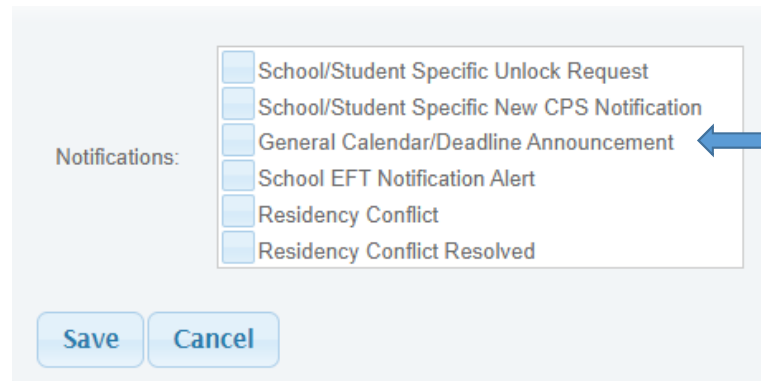 School/Student Specific Unlock Request
School/Student Specific New CPS Notification
General Calendar/Deadline Announcement
Notifications:
School EFT Notification Alert
Residency Conflict
Residency Conflict Resolved
Save Cancel